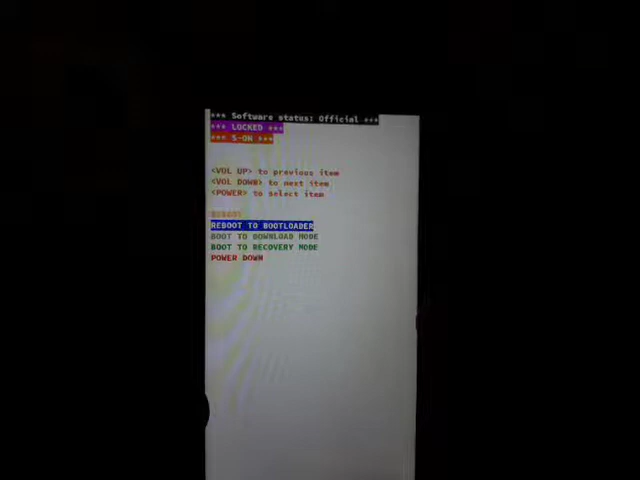 *** Software status: Official ***
*** LOCKED ***
*** S-ON ***
<VOL UP> to previous item
<VOL DOWN> to next item
<POWER> to select item
REBOOT
REBOOT TO BOOTLOADER
BOOT TO DOWNLOAD MODE
BOOT TO RECOVERY MODE
POWER DOWN